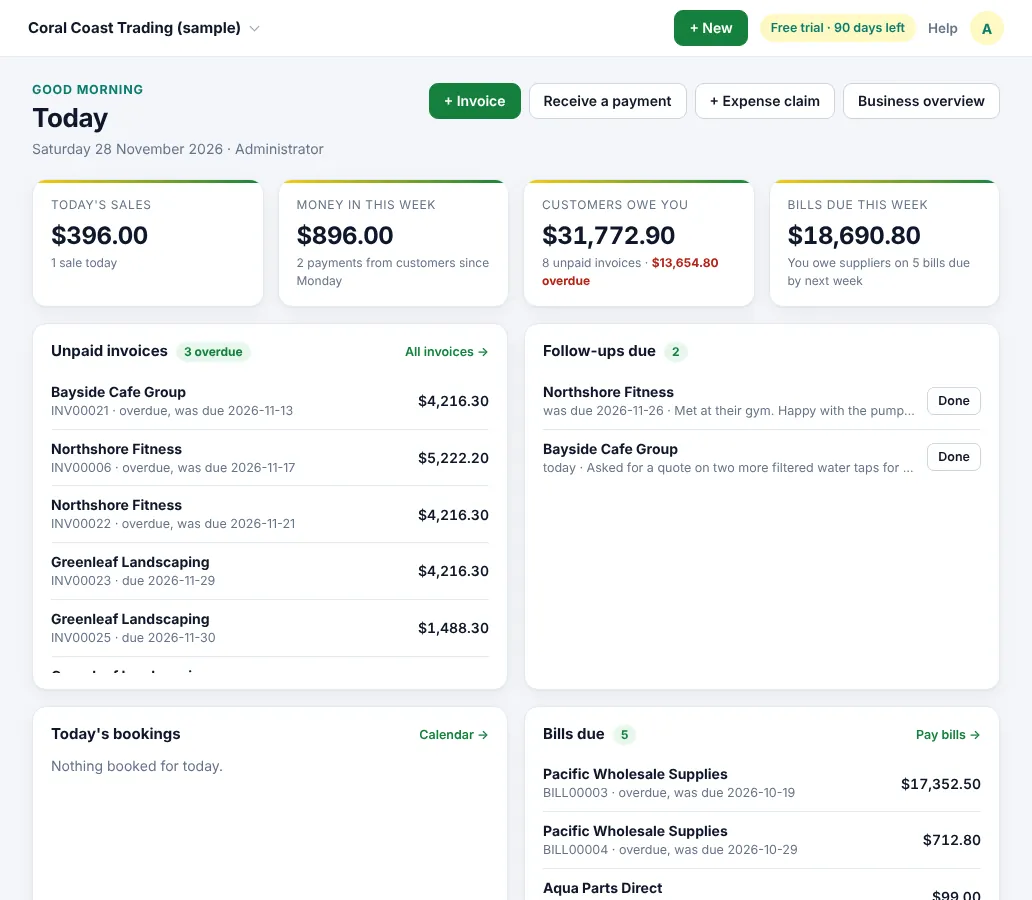 Coral Coast Trading (sample)
+ New
Free trial · 90 days left
Help
A
GOOD MORNING
Today
Saturday 28 November 2026 · Administrator
+ Invoice
Receive a payment
+ Expense claim
Business overview
TODAY'S SALES
$396.00
1 sale today
MONEY IN THIS WEEK
$896.00
2 payments from customers since
Monday
CUSTOMERS OWE YOU
$31,772.90
8 unpaid invoices · $13,654.80
overdue
BILLS DUE THIS WEEK
$18,690.80
You owe suppliers on 5 bills due
by next week
Unpaid invoices 3 overdue
All invoices →
Bayside Cafe Group
INV00021 · overdue, was due 2026-11-13
$4,216.30
Northshore Fitness
INV00006 · overdue, was due 2026-11-17
$5,222.20
Northshore Fitness
INV00022 · overdue, was due 2026-11-21
$4,216.30
Greenleaf Landscaping
INV00023 · due 2026-11-29
$4,216.30
Greenleaf Landscaping
INV00025 · due 2026-11-30
$1,488.30
Follow-ups due 2
Northshore Fitness
was due 2026-11-26 · Met at their gym. Happy with the pump...
Done
Bayside Cafe Group
today · Asked for a quote on two more filtered water taps for ...
Done
Today's bookings
Calendar →
Nothing booked for today.
Bills due 5
Pay bills →
Pacific Wholesale Supplies
BILL00003 · overdue, was due 2026-10-19
$17,352.50
Pacific Wholesale Supplies
BILL00004 · overdue, was due 2026-10-29
$712.80
Aqua Parts Direct
$99.00